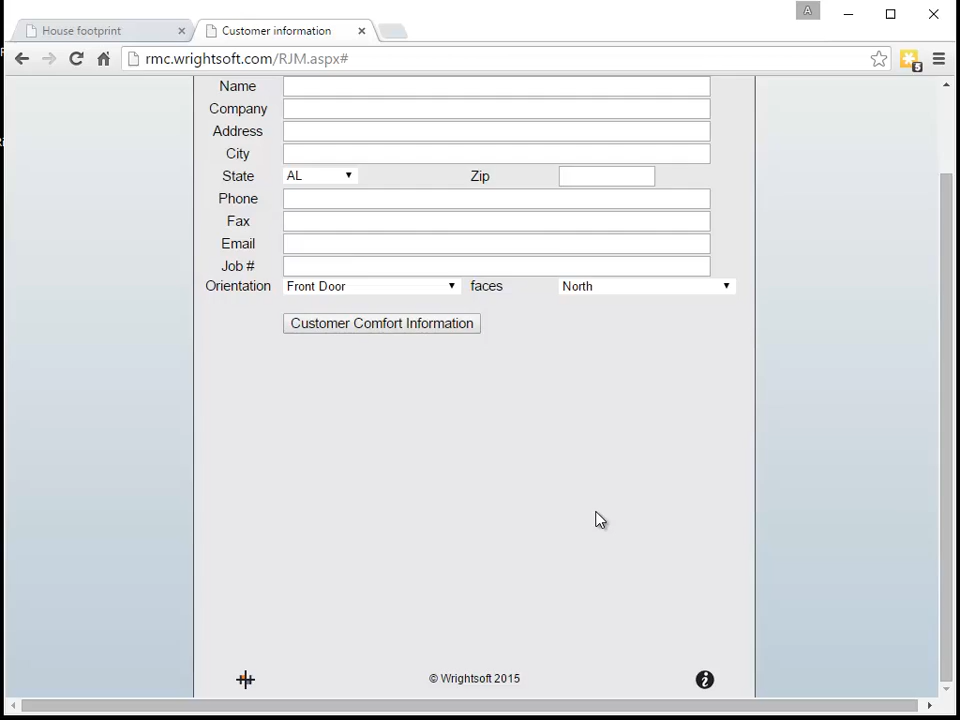 A
House footprint
Customer information
rmc.wrightsoft.com/RJM.aspx#
5
Name
Company
Address
City
State AL Zip
Phone
Fax
Email
Job #
Orientation Front Door faces North
Customer Comfort Information
© Wrightsoft 2015
i